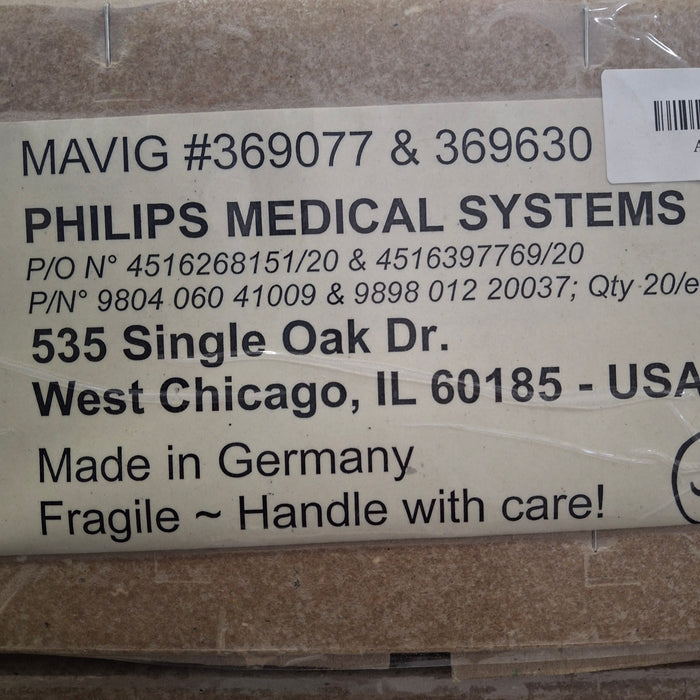 MAVIG #369077 & 369630
PHILIPS MEDICAL SYSTEMS
P/O N° 4516268151/20 & 4516397769/20
P/N° 9804 060 41009 & 9898 012 20037; Qty 20/e
535 Single Oak Dr.
West Chicago, IL 60185 - USA
Made in Germany
Fragile ~ Handle with care!